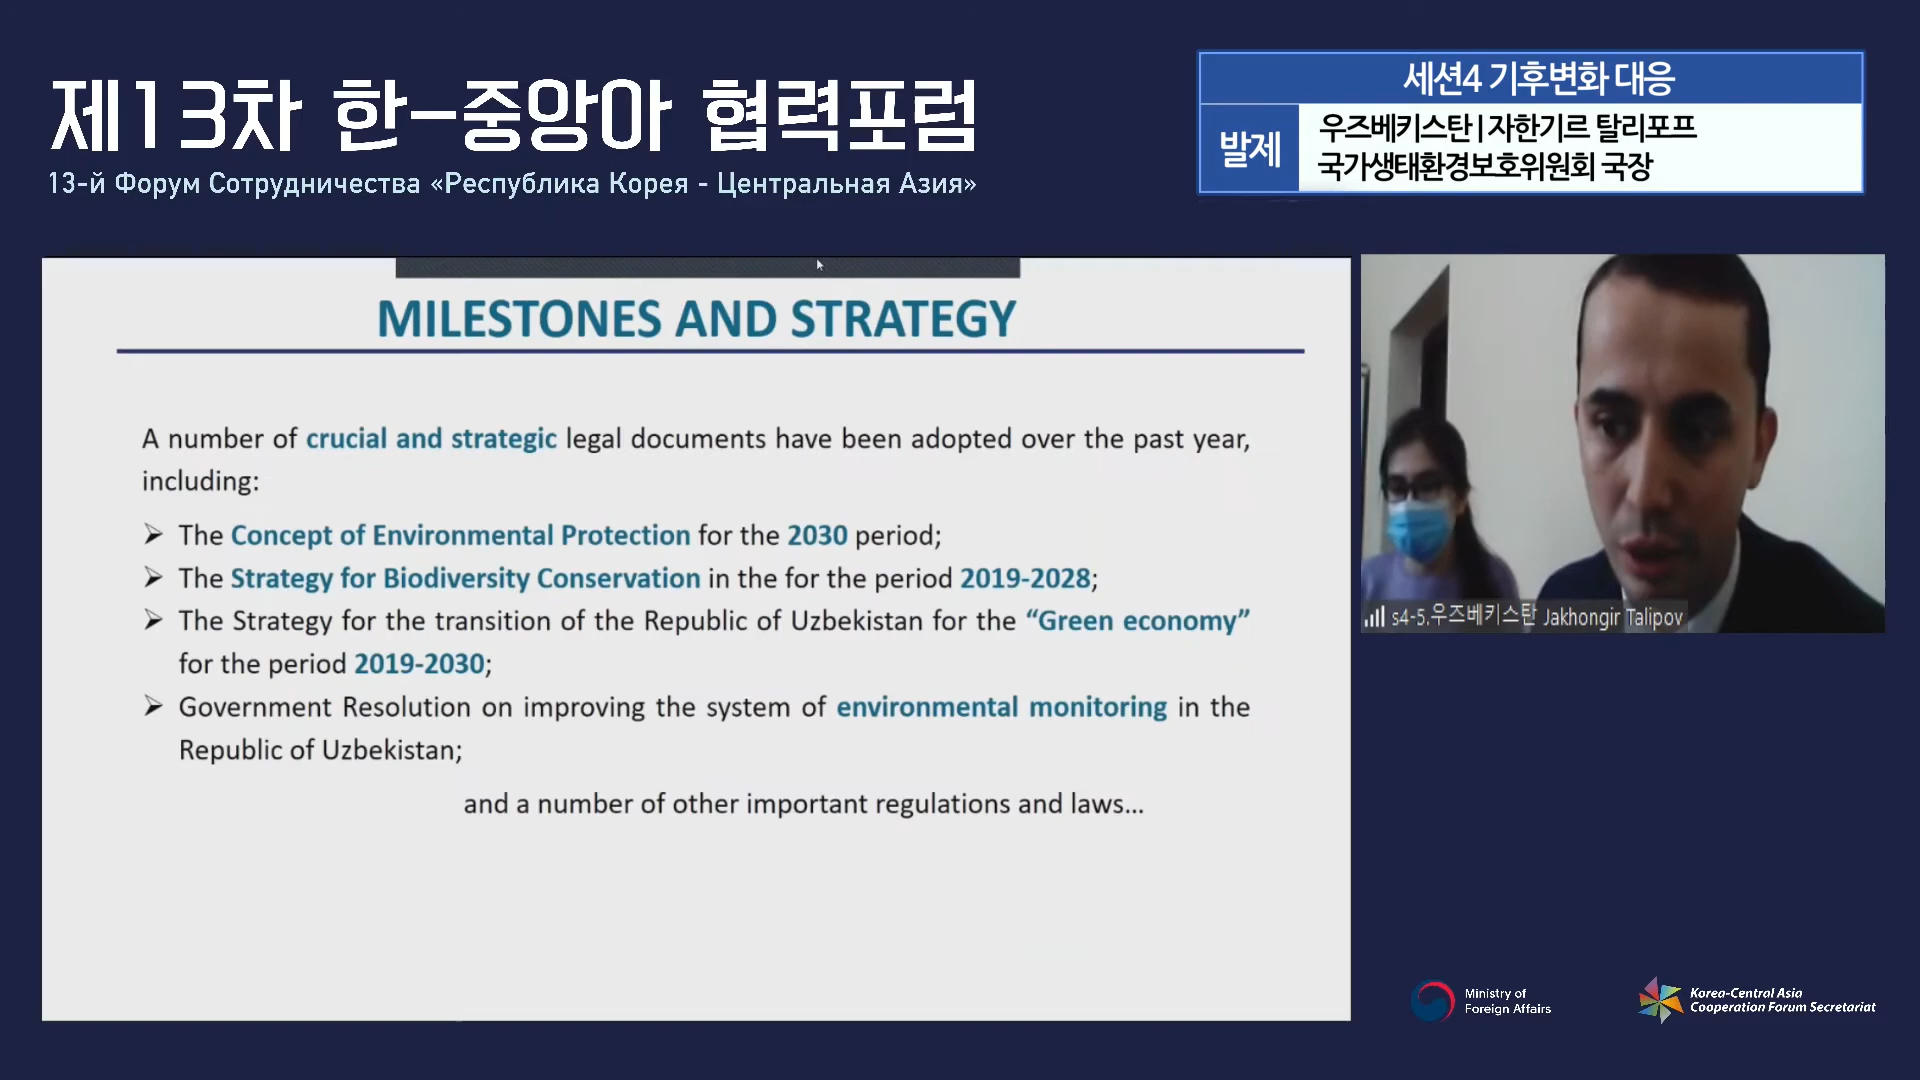 제13차 한-중앙아 협력포럼
13-й Форум Сотрудничества «Республика Корея - Центральная Азия»
세션4 기후변화 대응
발제
우즈베키스탄 | 자한기르 탈리포프
국가생태환경보호위원회 국장
MILESTONES AND STRATEGY
A number of crucial and strategic legal documents have been adopted over the past year,
including:
➢ The Concept of Environmental Protection for the 2030 period;
➢ The Strategy for Biodiversity Conservation in the for the period 2019-2028;
➢ The Strategy for the transition of the Republic of Uzbekistan for the “Green economy”
for the period 2019-2030;
➢ Government Resolution on improving the system of environmental monitoring in the
Republic of Uzbekistan;
and a number of other important regulations and laws...
s4-5.우즈베키스탄 Jakhongir Talipov
Ministry of
Foreign Affairs
Korea-Central Asia
Cooperation Forum Secretariat